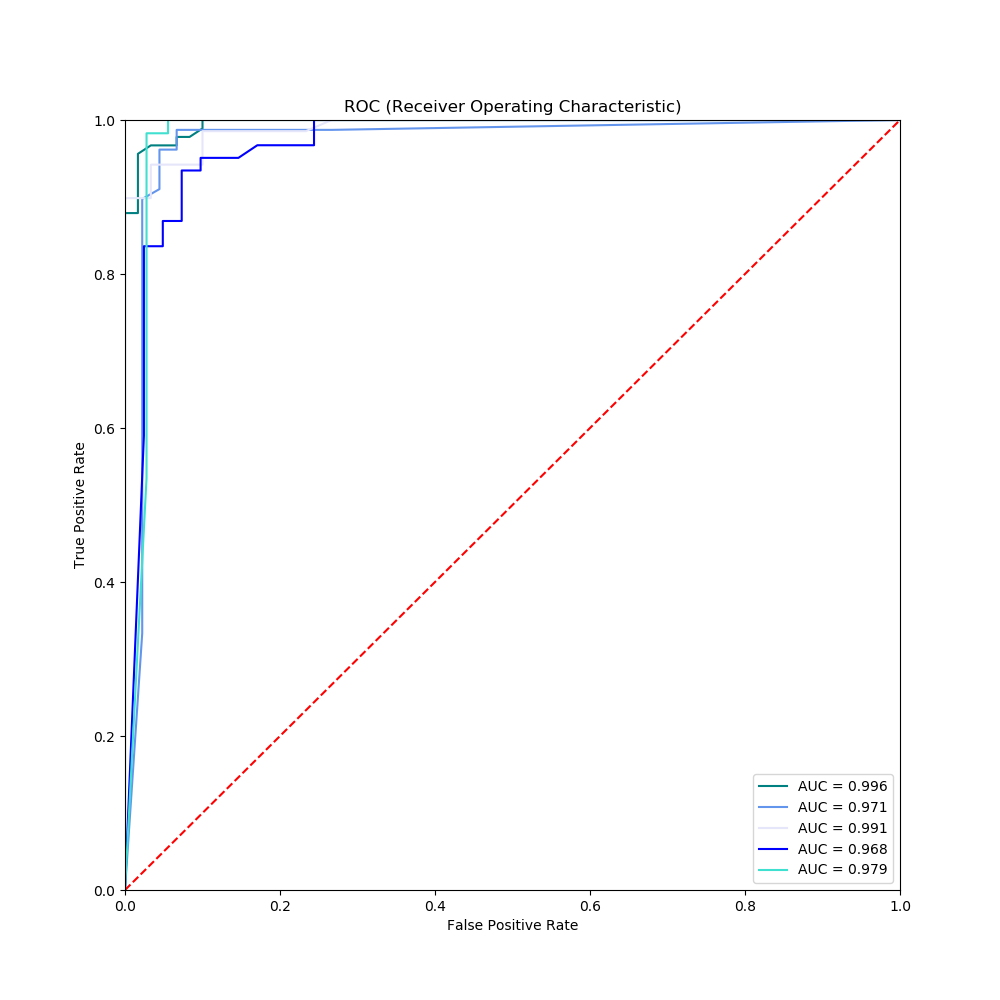 ROC (Receiver Operating Characteristic)
1.0
0.8
0.6
0.4
0.2
0.0
True Positive Rate
0.0 0.2 0.4 0.6 0.8 1.0
False Positive Rate
AUC = 0.996
AUC = 0.971
AUC = 0.991
AUC = 0.968
AUC = 0.979